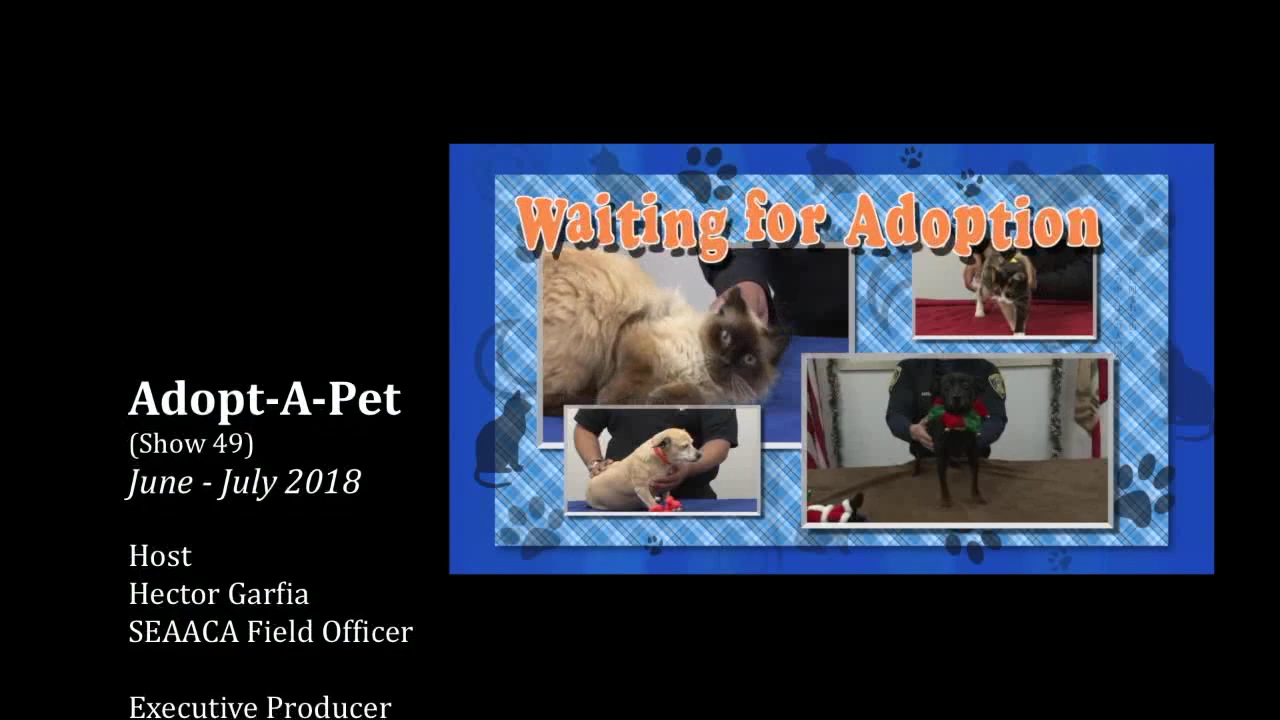 Waiting for Adoption
Adopt-A-Pet
(Show 49)
June - July 2018
Host
Hector Garfia
SEAACA Field Officer
Executive Producer